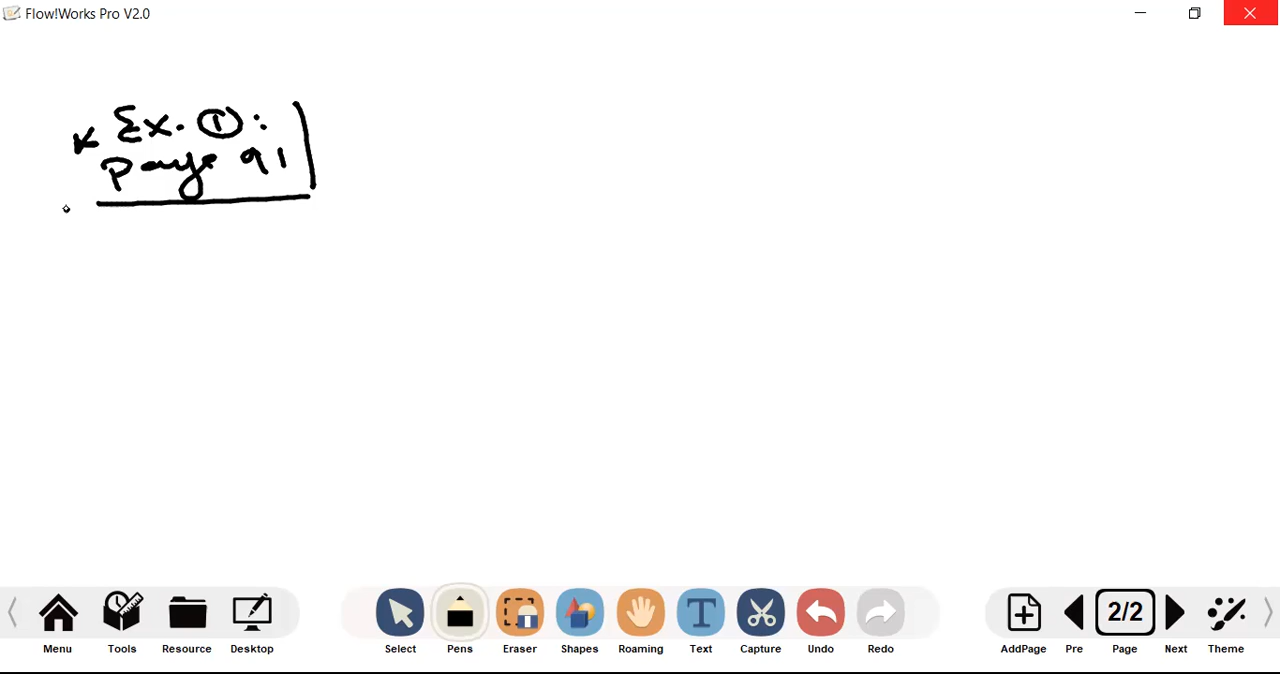 Flow!Works Pro V2.0
* Ex. ①:
Page 91
2/2
Menu Tools Resource Desktop Select Pens Eraser Shapes Roaming Text Capture Undo Redo AddPage Pre Page Next Theme